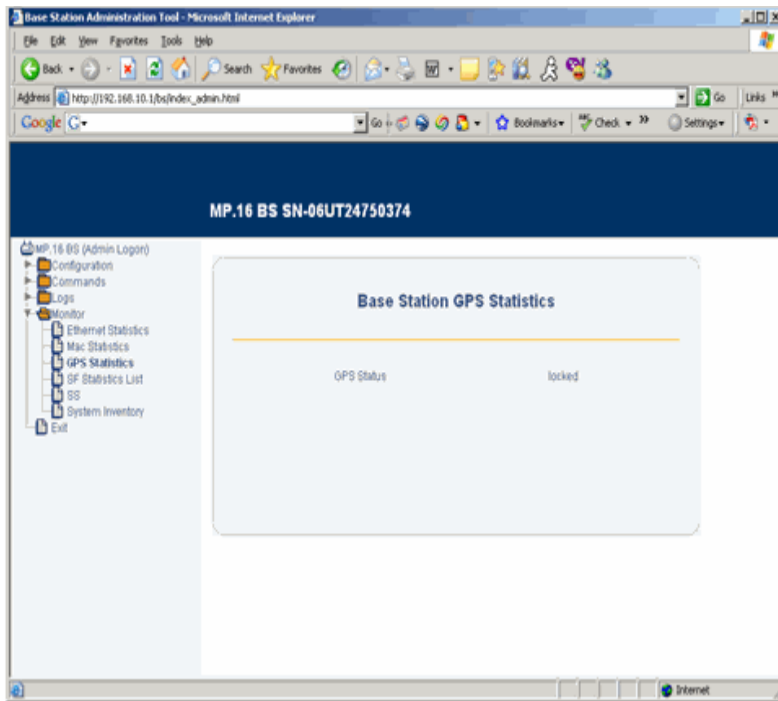 Base Station Administration Tool - Microsoft Internet Explorer
File Edit View Favorites Tools Help
Back Search Favorites
Address http://192.168.10.1/bs/index_admin.html Go Links »
Google G Go Bookmarks Check » Settings
MP.16 BS SN-06UT24750374
MP.16 BS (Admin Logon)
Configuration
Commands
Logs
Monitor
Ethernet Statistics
Mac Statistics
GPS Statistics
SF Statistics List
SS
System Inventory
Exit
Base Station GPS Statistics
GPS Status locked
Internet